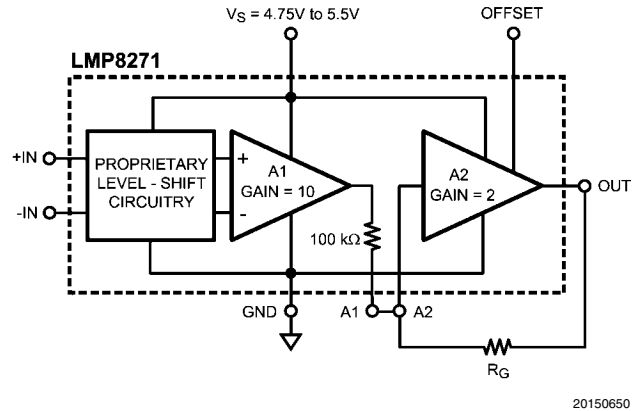 V_S = 4.75V to 5.5V
OFFSET
LMP8271
+IN
-IN
PROPRIETARY
LEVEL - SHIFT
CIRCUITRY
+
-
A1
GAIN = 10
A2
GAIN = 2
OUT
100 kΩ
GND
A1
A2
R_G
20150650